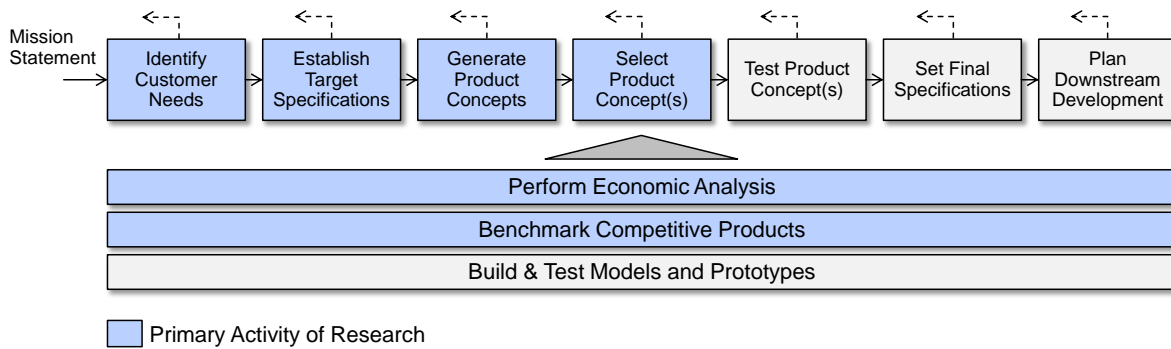 Mission
Statement
Identify
Customer
Needs
Establish
Target
Specifications
Generate
Product
Concepts
Select
Product
Concept(s)
Test Product
Concept(s)
Set Final
Specifications
Plan
Downstream
Development
Perform Economic Analysis
Benchmark Competitive Products
Build & Test Models and Prototypes
Primary Activity of Research